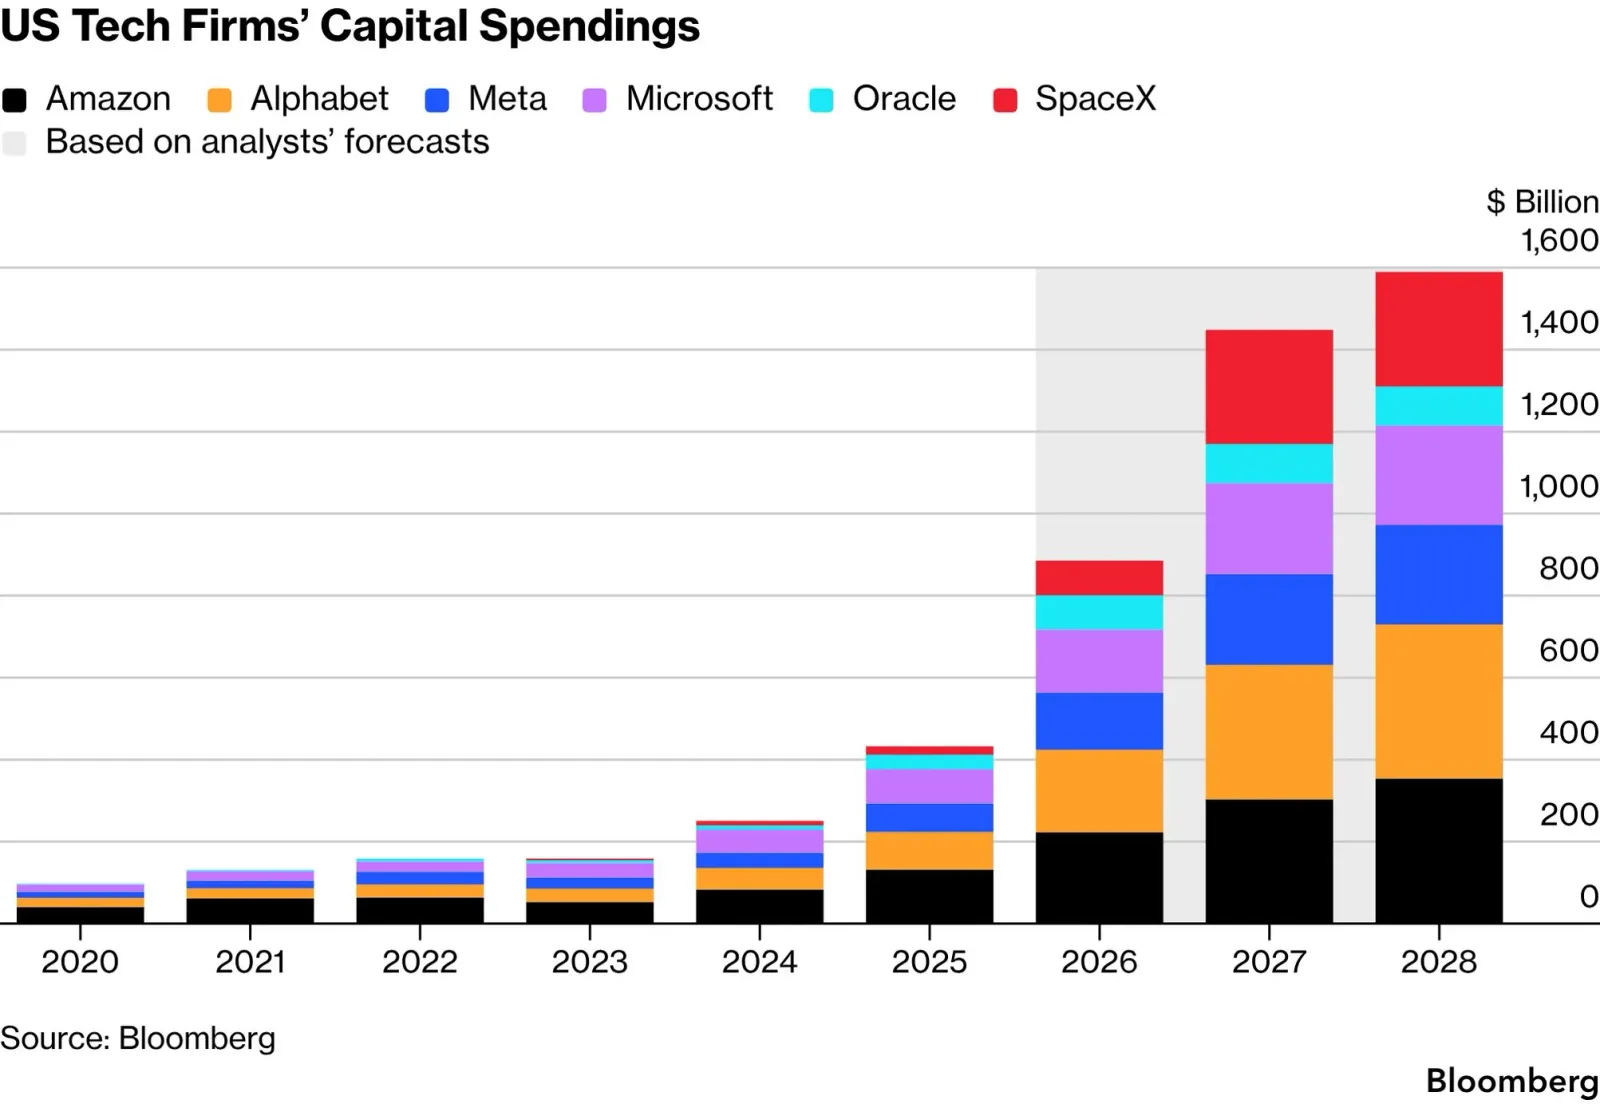 US Tech Firms’ Capital Spendings
Amazon Alphabet Meta Microsoft Oracle SpaceX
Based on analysts’ forecasts
$ Billion
1,600
1,400
1,200
1,000
800
600
400
200
0
2020 2021 2022 2023 2024 2025 2026 2027 2028
Source: Bloomberg
Bloomberg